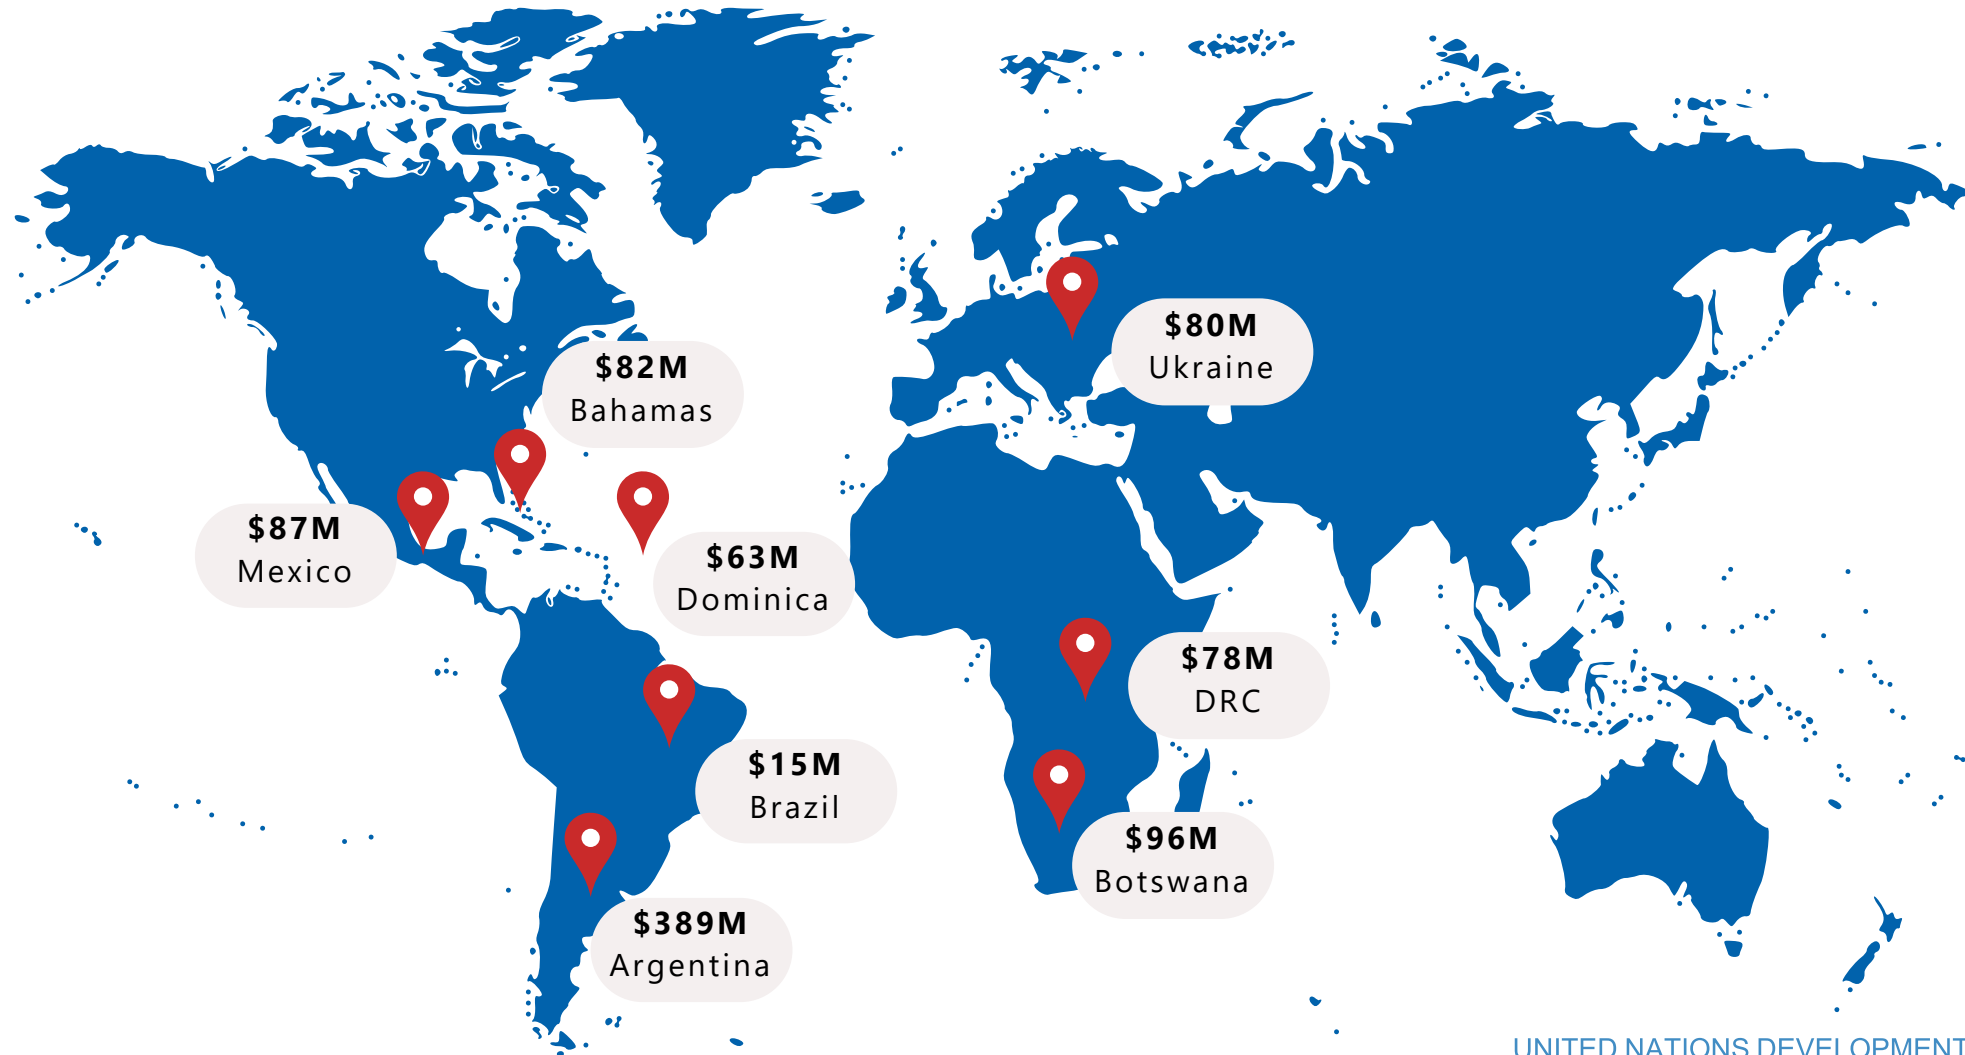 $80M
Ukraine
$82M
Bahamas
$87M
Mexico
$63M
Dominica
$78M
DRC
$15M
Brazil
$96M
Botswana
$389M
Argentina
UNITED NATIONS DEVELOPMENT